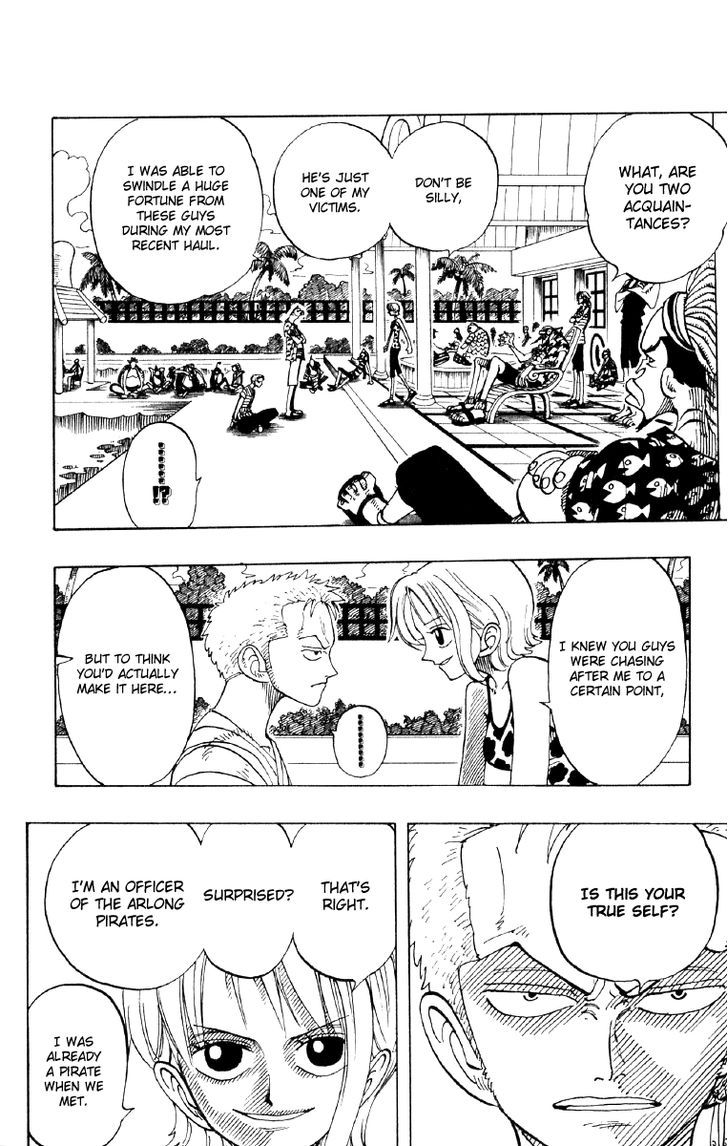 WHAT, ARE
YOU TWO
ACQUAIN-
TANCES?
DON'T BE
SILLY,
HE'S JUST
ONE OF MY
VICTIMS.
I WAS ABLE TO
SWINDLE A HUGE
FORTUNE FROM
THESE GUYS
DURING MY MOST
RECENT HAUL.
......!?
I KNEW YOU GUYS
WERE CHASING
AFTER ME TO A
CERTAIN POINT,
BUT TO THINK
YOU'D ACTUALLY
MAKE IT HERE...
.........
IS THIS YOUR
TRUE SELF?
THAT'S
RIGHT.
SURPRISED?
I'M AN OFFICER
OF THE ARLONG
PIRATES.
I WAS
ALREADY
A PIRATE
WHEN WE
MET.